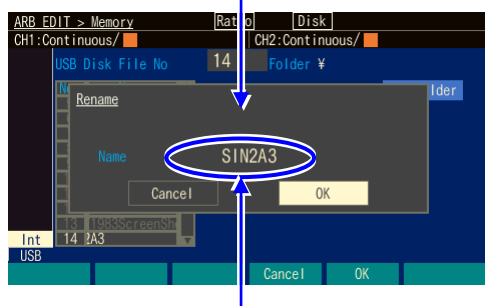 ARB EDIT > Memory Disk
CH1:Continuous/ CH2:Continuous/
USB Disk File No 14 Folder ¥
lder
Rename
Name SIN2A3
Cancel OK
13 1983ScreenSh
Int 14 2A3
USB
Cancel OK